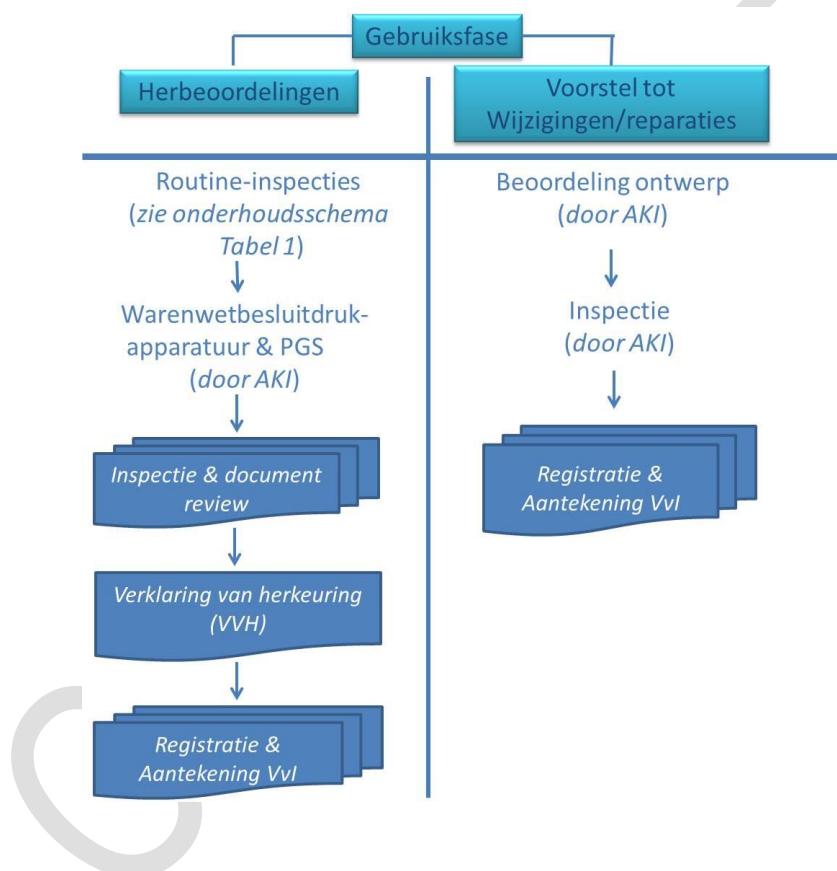 Gebruiksfase
Herbeoordelingen
Voorstel tot
Wijzigingen/reparaties
Routine-inspecties
(zie onderhoudsschema
Tabel 1)
Warenwetbesluitdruk-
apparatuur & PGS
(door AKI)
Inspectie & document
review
Verklaring van herkeuring
(VVH)
Registratie &
Aantekening VvI
Beoordeling ontwerp
(door AKI)
Inspectie
(door AKI)
Registratie &
Aantekening VvI